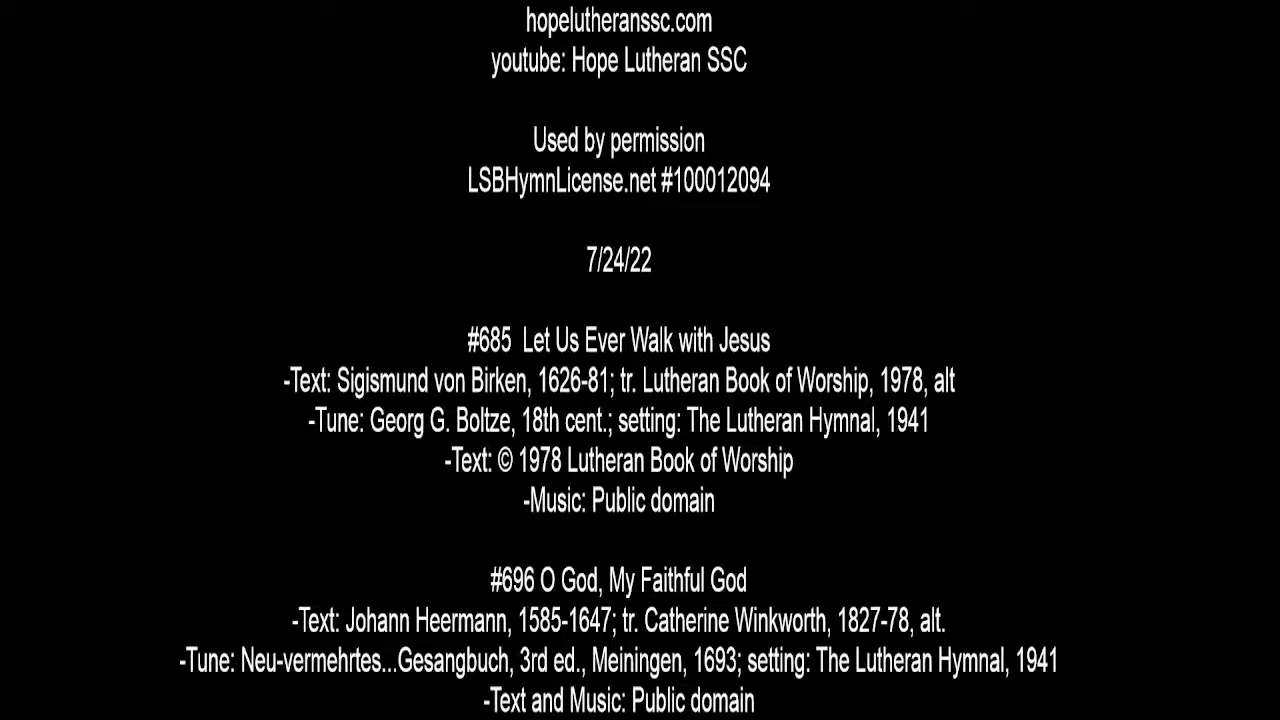 hopelutheranssc.com
youtube: Hope Lutheran SSC
Used by permission
LSBHymnLicense.net #100012094
7/24/22
#685  Let Us Ever Walk with Jesus
-Text: Sigismund von Birken, 1626-81; tr. Lutheran Book of Worship, 1978, alt
-Tune: Georg G. Boltze, 18th cent.; setting: The Lutheran Hymnal, 1941
-Text: © 1978 Lutheran Book of Worship
-Music: Public domain
#696 O God, My Faithful God
-Text: Johann Heermann, 1585-1647; tr. Catherine Winkworth, 1827-78, alt.
-Tune: Neu-vermehrtes...Gesangbuch, 3rd ed., Meiningen, 1693; setting: The Lutheran Hymnal, 1941
-Text and Music: Public domain